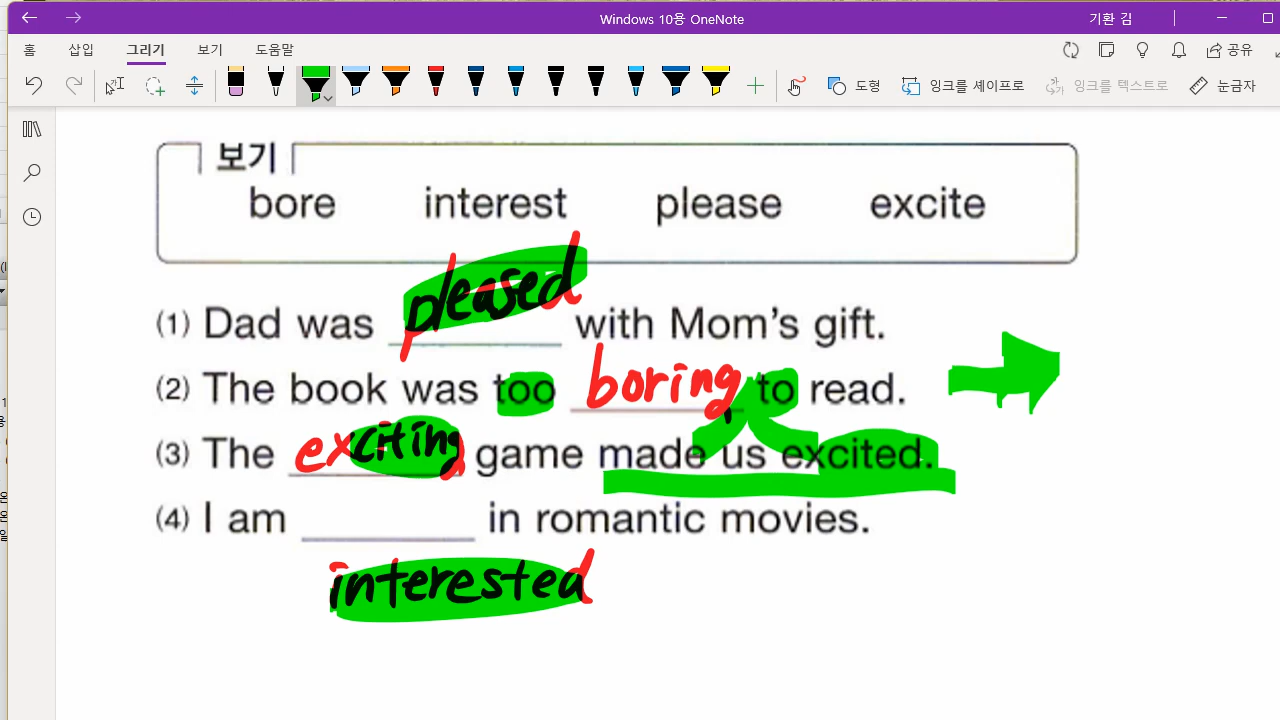 Windows 10용 OneNote
기환 김
홈 삽입 그리기 보기 도움말
공유
도형 잉크를 셰이프로 잉크를 텍스트로 눈금자
보기
bore interest please excite
(1) Dad was pleased with Mom's gift.
(2) The book was too boring to read.
(3) The exciting game made us excited.
(4) I am in romantic movies.
interested